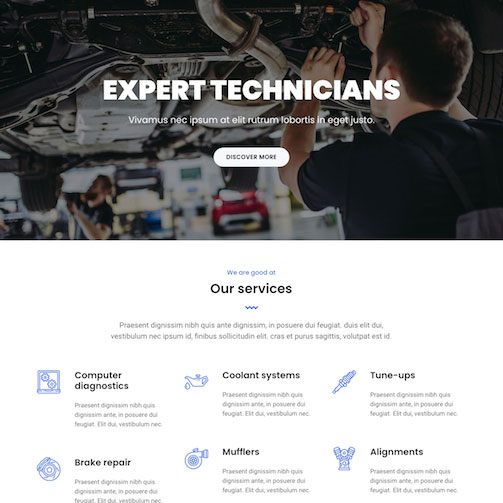 EXPERT TECHNICIANS
Vivamus nec ipsum at elit rutrum lobortis in eget justo.
DISCOVER MORE
We are good at
Our services
Praesent dignissim nibh quis ante dignissim, in posuere dui feugiat. duis elit dui,
vestibulum nec ipsum id, finibus sollicitudin elit. cras et purus sagittis, volutpat est id.
Computer
diagnostics
Praesent dignissim nibh quis
dignissim ante, in posuere dui
feugiat. Elit dui, vestibulum nec.
Coolant systems
Praesent dignissim nibh quis
dignissim ante, in posuere dui
feugiat. Elit dui, vestibulum nec.
Tune-ups
Praesent dignissim nibh quis
dignissim ante, in posuere dui
feugiat. Elit dui, vestibulum nec.
Brake repair
Praesent dignissim nibh quis
dignissim ante, in posuere dui
Mufflers
Praesent dignissim nibh quis
dignissim ante, in posuere dui
feugiat. Elit dui, vestibulum nec.
Alignments
Praesent dignissim nibh quis
dignissim ante, in posuere dui
feugiat. Elit dui, vestibulum nec.